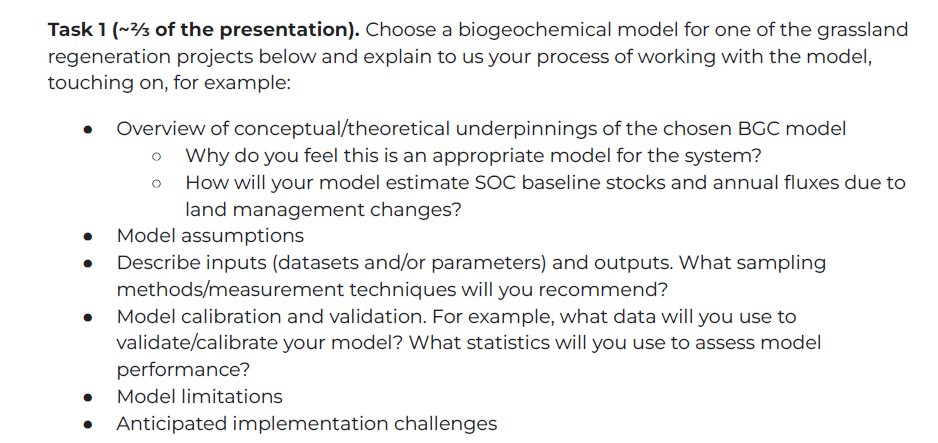 Task 1 (~⅔ of the presentation). Choose a biogeochemical model for one of the grassland
regeneration projects below and explain to us your process of working with the model,
touching on, for example:
● Overview of conceptual/theoretical underpinnings of the chosen BGC model
○ Why do you feel this is an appropriate model for the system?
○ How will your model estimate SOC baseline stocks and annual fluxes due to
land management changes?
● Model assumptions
● Describe inputs (datasets and/or parameters) and outputs. What sampling
methods/measurement techniques will you recommend?
● Model calibration and validation. For example, what data will you use to
validate/calibrate your model? What statistics will you use to assess model
performance?
● Model limitations
● Anticipated implementation challenges